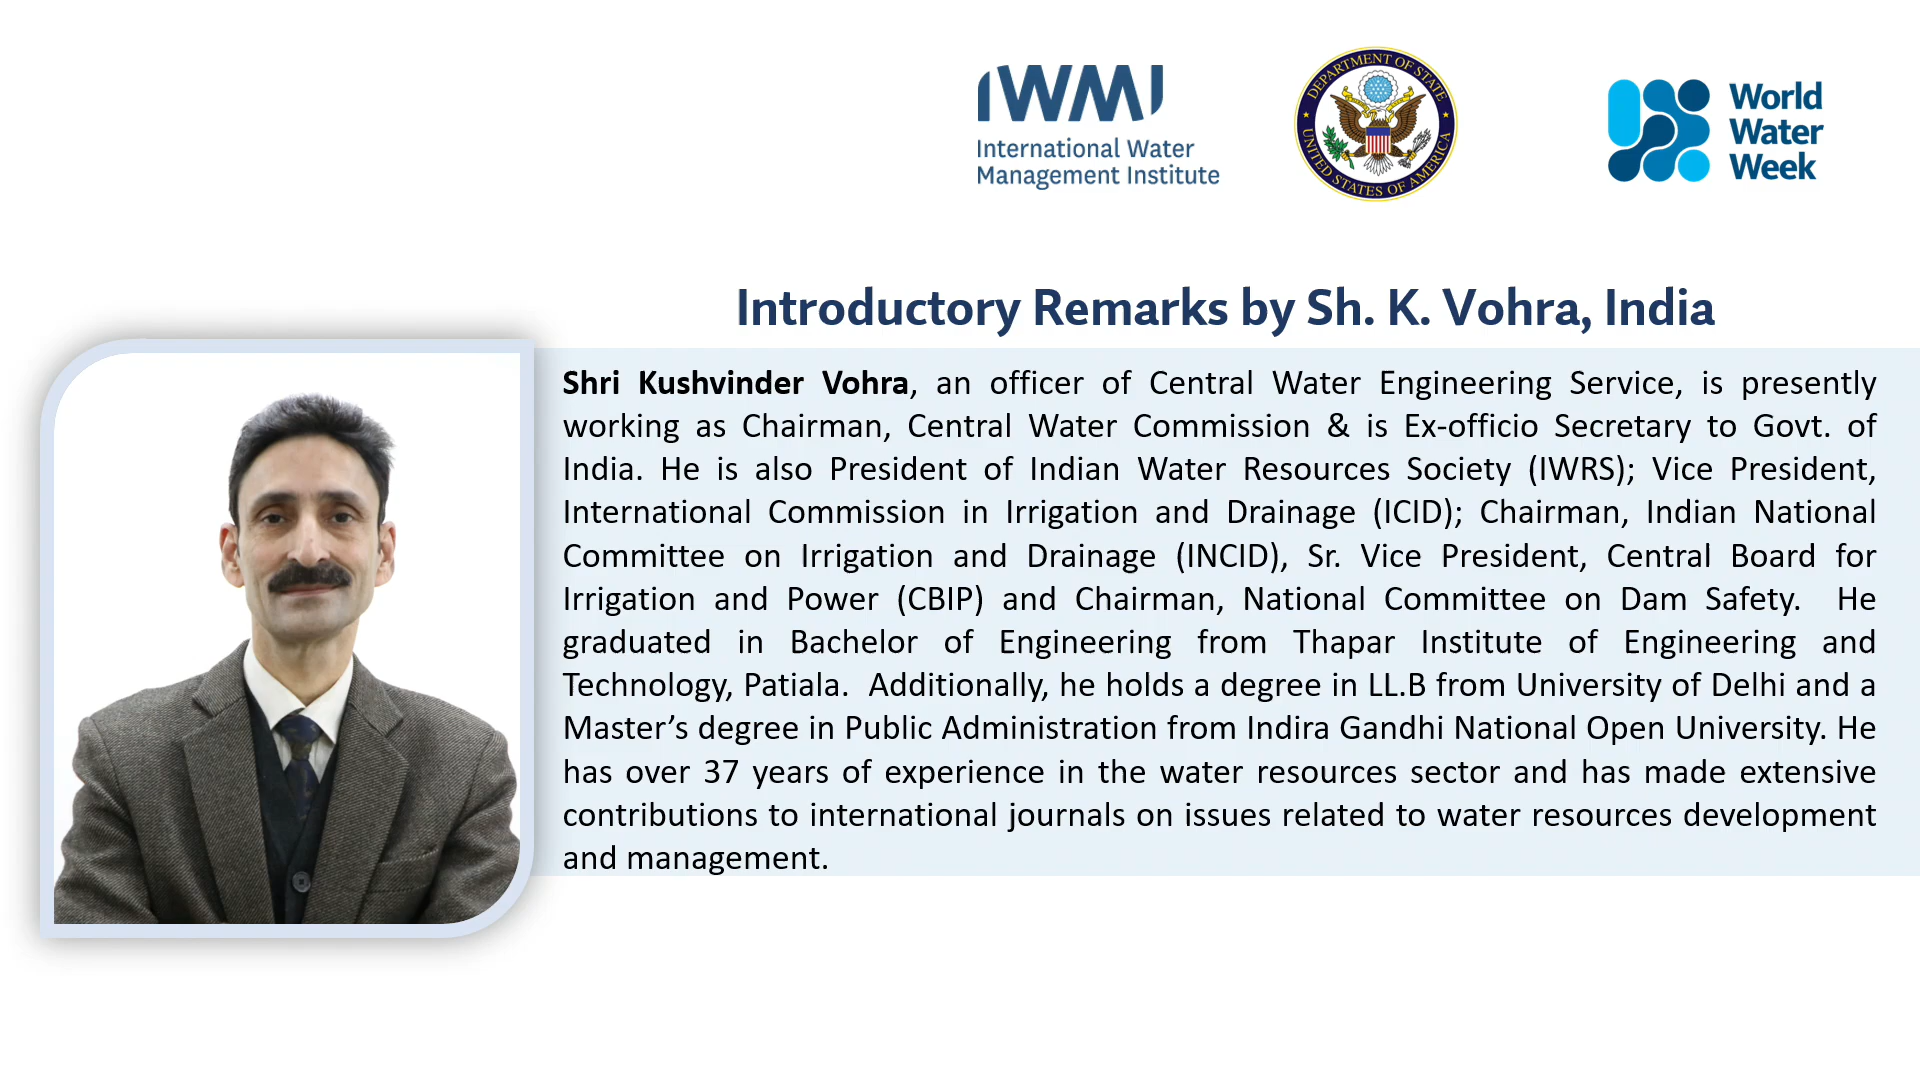 IWMI
International Water
Management Institute
DEPARTMENT OF STATE
UNITED STATES OF AMERICA
World
Water
Week
Introductory Remarks by Sh. K. Vohra, India
Shri Kushvinder Vohra, an officer of Central Water Engineering Service, is presently
working as Chairman, Central Water Commission & is Ex-officio Secretary to Govt. of
India. He is also President of Indian Water Resources Society (IWRS); Vice President,
International Commission in Irrigation and Drainage (ICID); Chairman, Indian National
Committee on Irrigation and Drainage (INCID), Sr. Vice President, Central Board for
Irrigation and Power (CBIP) and Chairman, National Committee on Dam Safety.  He
graduated in Bachelor of Engineering from Thapar Institute of Engineering and
Technology, Patiala.  Additionally, he holds a degree in LL.B from University of Delhi and a
Master’s degree in Public Administration from Indira Gandhi National Open University. He
has over 37 years of experience in the water resources sector and has made extensive
contributions to international journals on issues related to water resources development
and management.